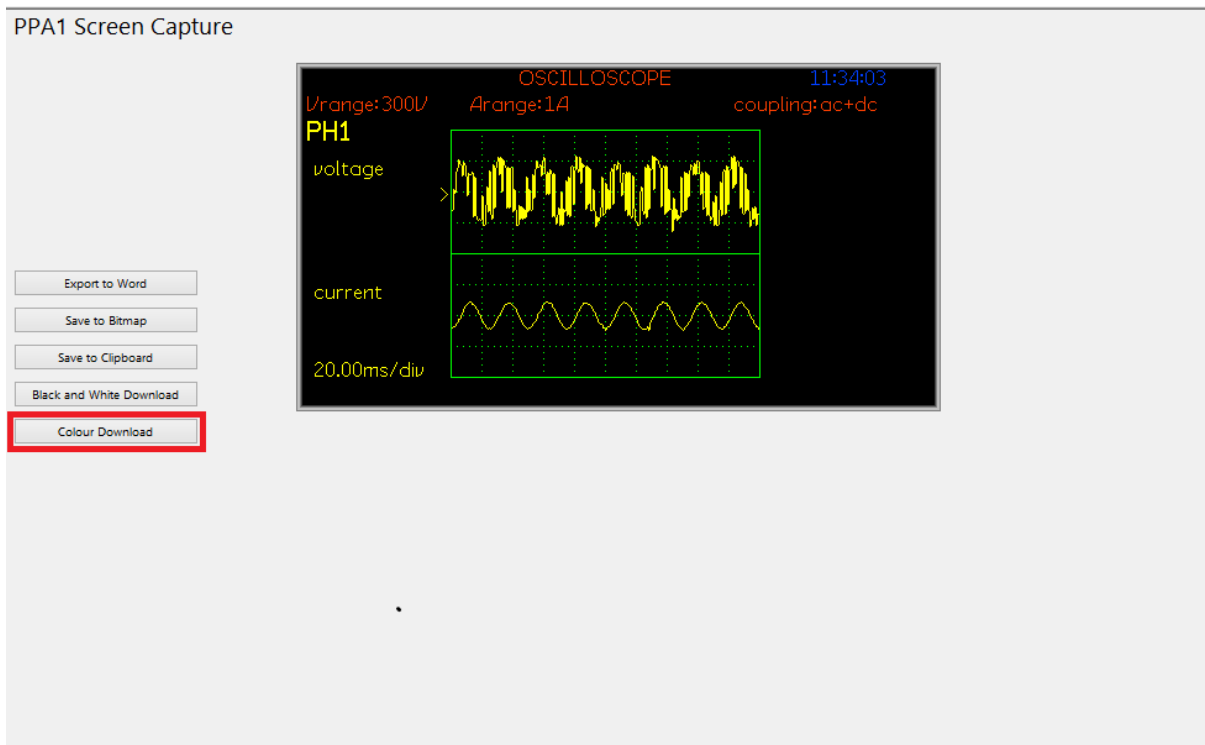 PPA1 Screen Capture
OSCILLOSCOPE 11:34:03
Vrange:300V Arange:1A coupling:ac+dc
PH1
voltage
current
20.00ms/div
Export to Word
Save to Bitmap
Save to Clipboard
Black and White Download
Colour Download